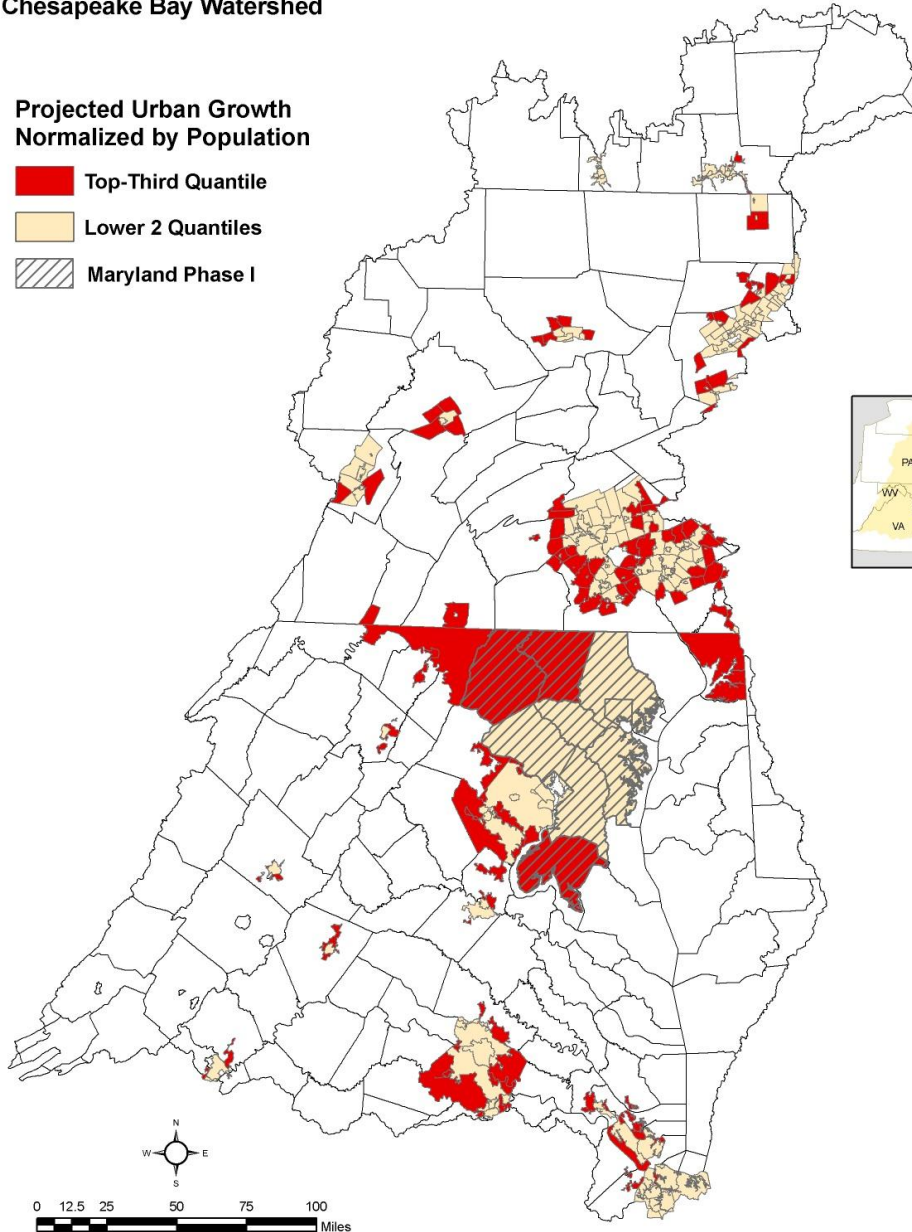 Chesapeake Bay Watershed
Projected Urban Growth
Normalized by Population
Top-Third Quantile
Lower 2 Quantiles
Maryland Phase I
PA
WV
VA
N
W E
S
0 12.5 25 50 75 100
Miles